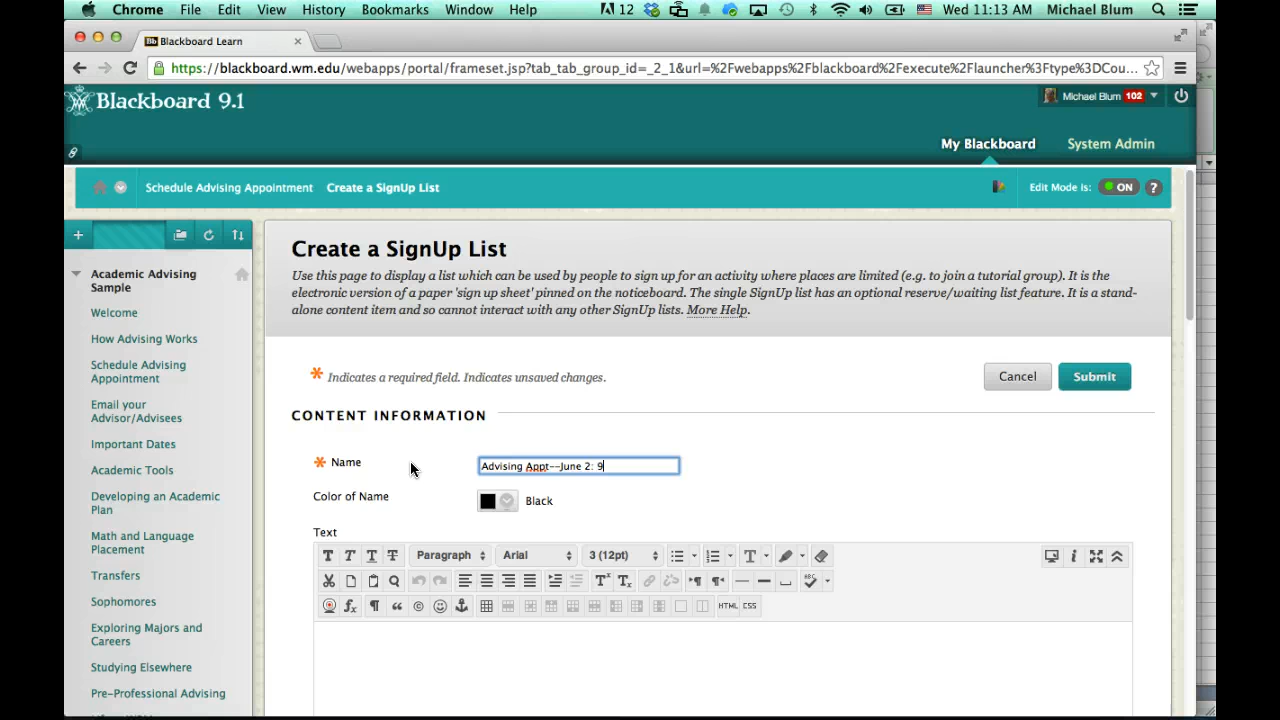 Chrome File Edit View History Bookmarks Window Help 12 Wed 11:13 AM Michael Blum
Bb Blackboard Learn
https://blackboard.wm.edu/webapps/portal/frameset.jsp?tab_tab_group_id=_2_1&url=%2Fwebapps%2Fblackboard%2Fexecute%2Flauncher%3Ftype%3DCou...
Blackboard 9.1
Michael Blum 102
My Blackboard System Admin
Schedule Advising Appointment Create a SignUp List Edit Mode is: ON ?
Academic Advising
Sample
Welcome
How Advising Works
Schedule Advising
Appointment
Email your
Advisor/Advisees
Important Dates
Academic Tools
Developing an Academic
Plan
Math and Language
Placement
Transfers
Sophomores
Exploring Majors and
Careers
Studying Elsewhere
Pre-Professional Advising
Create a SignUp List
Use this page to display a list which can be used by people to sign up for an activity where places are limited (e.g. to join a tutorial group). It is the
electronic version of a paper 'sign up sheet' pinned on the noticeboard. The single SignUp list has an optional reserve/waiting list feature. It is a stand-
alone content item and so cannot interact with any other SignUp lists. More Help.
* Indicates a required field. Indicates unsaved changes.
Cancel Submit
CONTENT INFORMATION
* Name Advising Appt--June 2: 9
Color of Name Black
Text
T T T T Paragraph Arial 3 (12pt)
HTML CSS